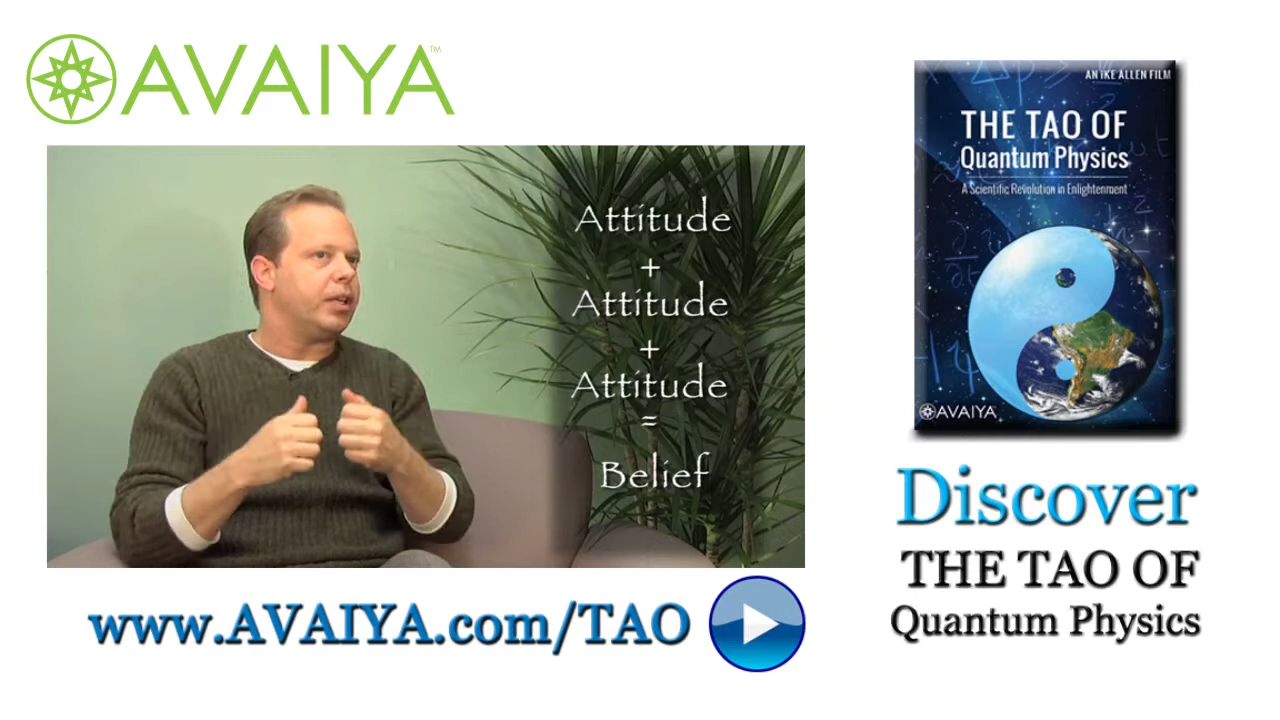 AVAIYA™
Attitude
+
Attitude
+
Attitude
=
Belief
www.AVAIYA.com/TAO
AN IKE ALLEN FILM
THE TAO OF
Quantum Physics
A Scientific Revolution in Enlightenment
AVAIYA
Discover
THE TAO OF
Quantum Physics